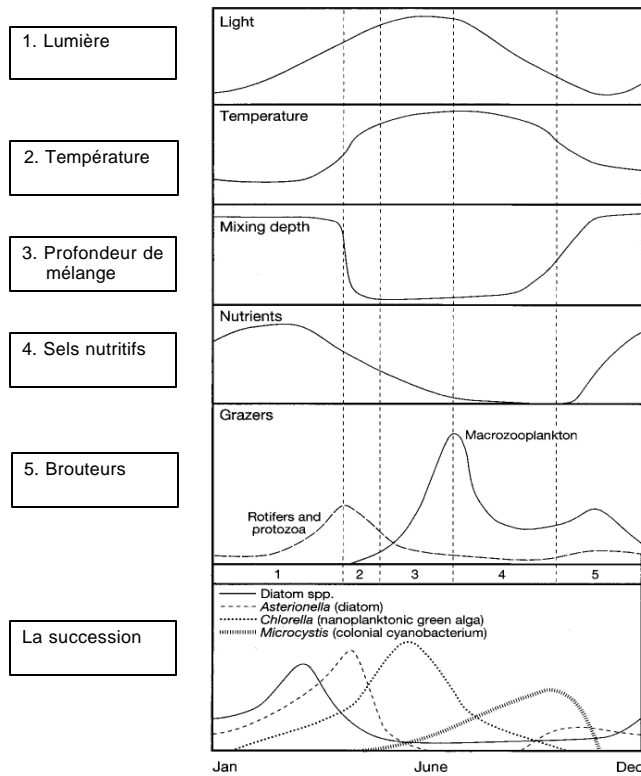 1. Lumière
Light
2. Température
Temperature
3. Profondeur de
mélange
Mixing depth
4. Sels nutritifs
Nutrients
5. Brouteurs
Grazers
Macrozooplankton
Rotifers and
protozoa
1 2 3 4 5
La succession
Diatom spp.
Asterionella (diatom)
Chlorella (nanoplanktonic green alga)
Microcystis (colonial cyanobacterium)
Jan June Dec